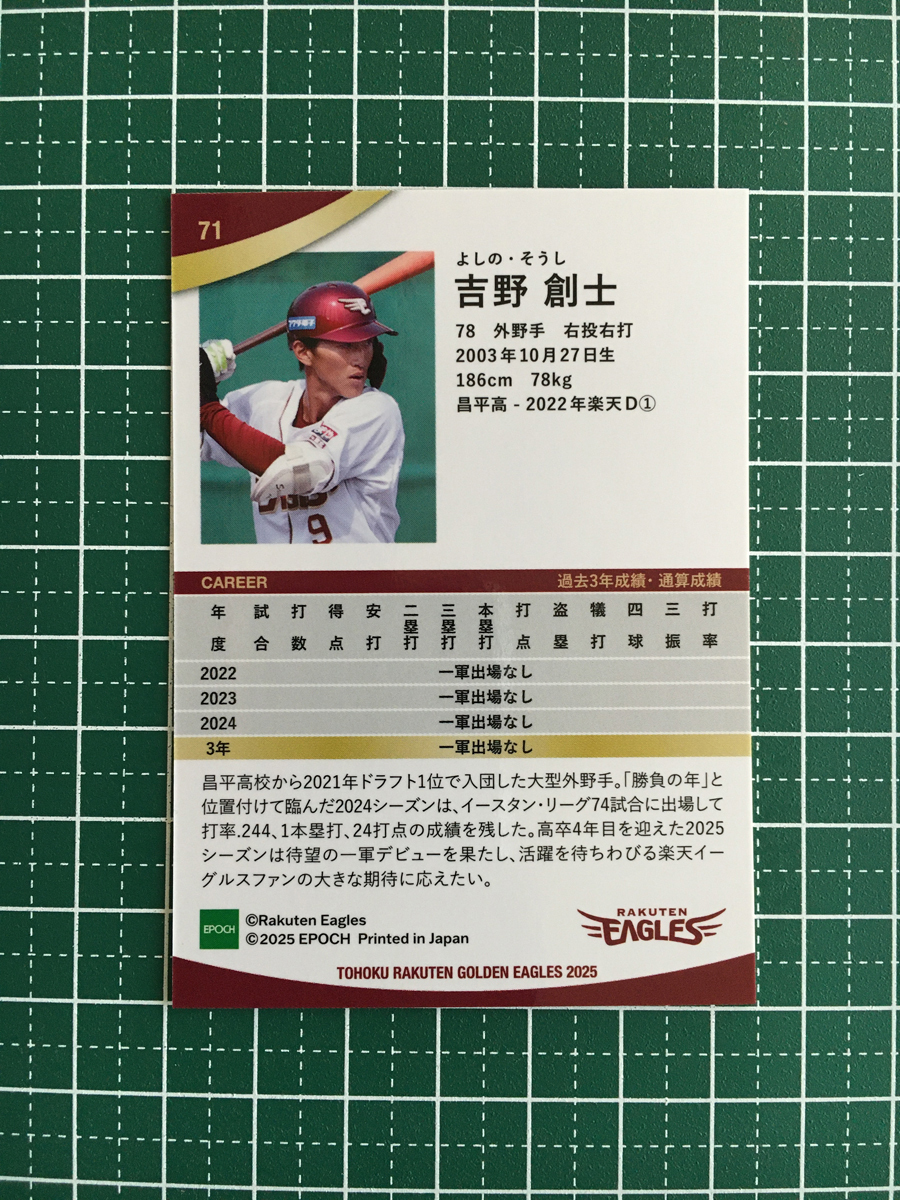 71
よしの・そうし
吉野 創士
78 外野手 右投右打
2003年10月27日生
186cm 78kg
昌平高 - 2022年楽天D①
9
CAREER 過去3年成績・通算成績
年度 試合 打数 得点 安打 二塁打 三塁打 本塁打 打点 盗塁 犠打 四球 三振 打率
2022 一軍出場なし
2023 一軍出場なし
2024 一軍出場なし
3年 一軍出場なし
昌平高校から2021年ドラフト1位で入団した大型外野手。「勝負の年」と
位置付けて臨んだ2024シーズンは、イースタン・リーグ74試合に出場して
打率.244、1本塁打、24打点の成績を残した。高卒4年目を迎えた2025
シーズンは待望の一軍デビューを果たし、活躍を待ちわびる楽天イー
グルスファンの大きな期待に応えたい。
EPOCH
©Rakuten Eagles
©2025 EPOCH Printed in Japan
RAKUTEN
EAGLES
TOHOKU RAKUTEN GOLDEN EAGLES 2025